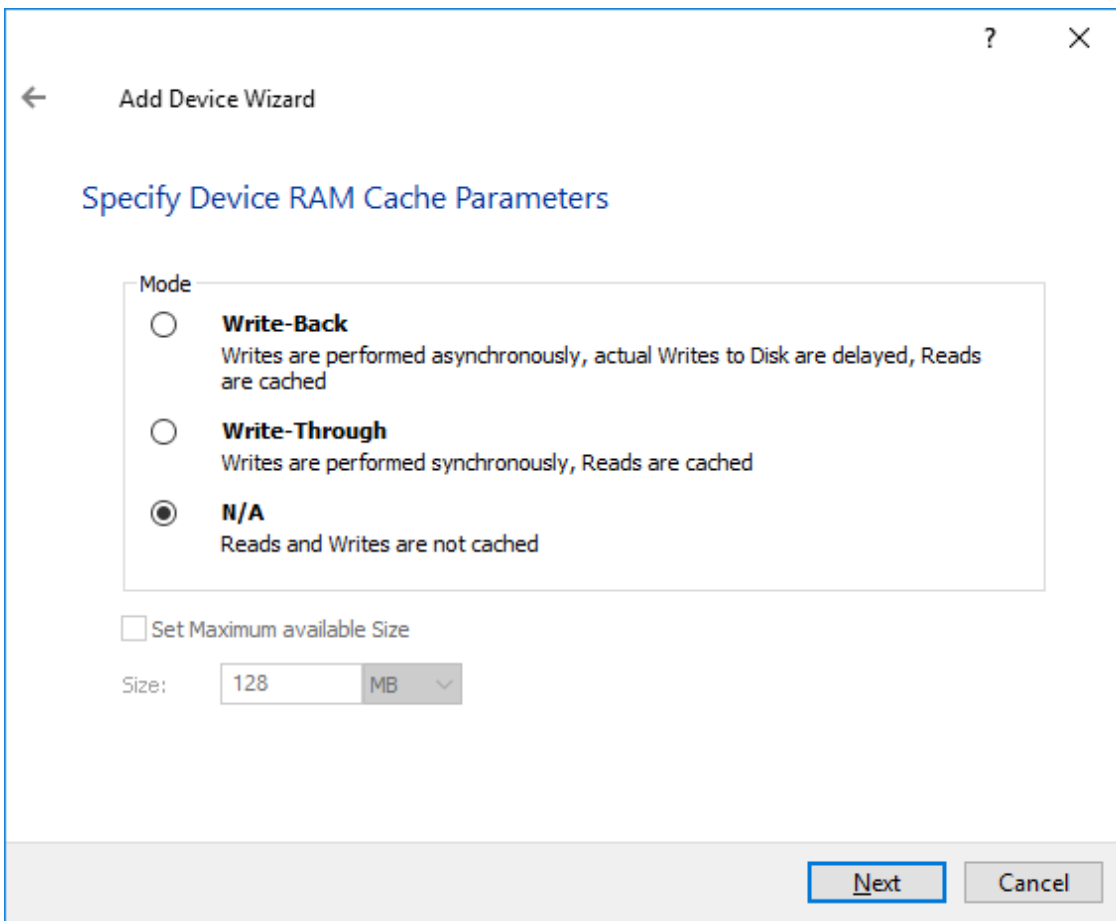 ?
Add Device Wizard
Specify Device RAM Cache Parameters
Mode
Write-Back
Writes are performed asynchronously, actual Writes to Disk are delayed, Reads
are cached
Write-Through
Writes are performed synchronously, Reads are cached
N/A
Reads and Writes are not cached
Set Maximum available Size
Size: 128 MB
Next Cancel